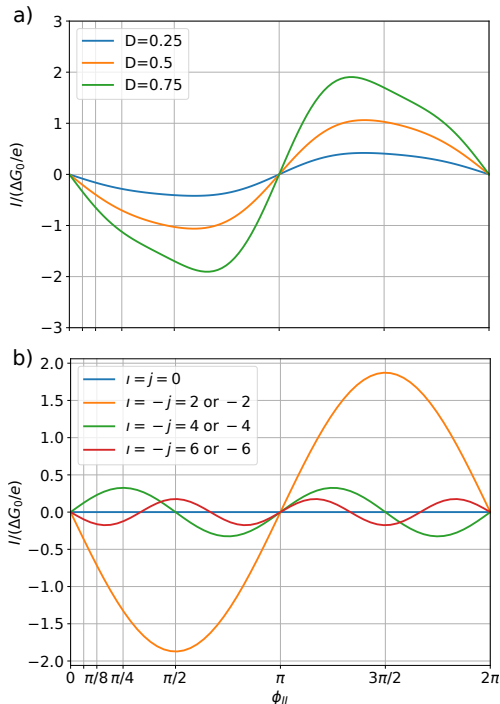 a)
D=0.25
D=0.5
D=0.75
3
2
1
0
−1
−2
−3
I/(ΔG₀/e)
b)
ı = j = 0
ı = −j = 2 or −2
ı = −j = 4 or −4
ı = −j = 6 or −6
2.0
1.5
1.0
0.5
0.0
−0.5
−1.0
−1.5
−2.0
I/(ΔG₀/e)
0 π/8 π/4 π/2 π 3π/2 2π
ϕ_II